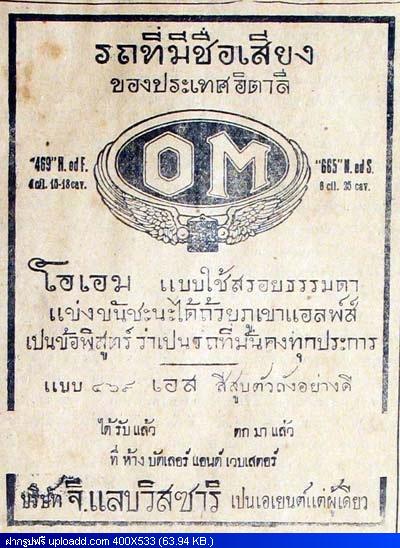 รถที่มีชื่อเสียง
ของประเทศอิตาลี
OM
"469" N. ed F.
4 cil. 15-18 cav.
"665" N. ed S.
6 cil. 35 cav.
โอเอม แบบใช้สรอยธรรมดา
แข่งขันชะนะได้ถ้วยภูเขาแอลพ์ส์
เป็นข้อพิสูตร์ว่าเป็นรถที่มั่นคงทุกประการ
แบบ ๔๖๙ เอส สี่สูบตัวถังอย่างดี
ได้รับแล้ว ตกมาแล้ว
ที่ห้าง บัตเลอร์ แอนด์ เวบสเตอร์
บริษัท จี.แลบวิสซาริ เป็นเอเยนต์แต่ผู้เดียว
ฝากรูปฟรี uploadd.com 400X533 (63.94 KB.)